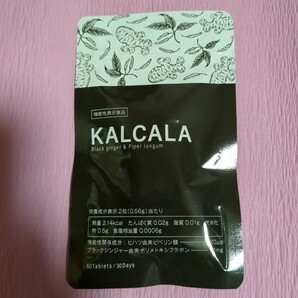 機能性表示食品
KALCALA
Black ginger & Piper longum
栄養成分表示 2粒(0.56g)当たり
熱量 2.14kcal たんぱく質 0.02g 脂質 0.01g 炭水化
物 0.5g 食塩相当量 0.0006g
機能性関与成分 ヒハツ由来ピペリン類
ブラックジンジャー由来ポリメトキシフラボン
60Tablets / 30Days